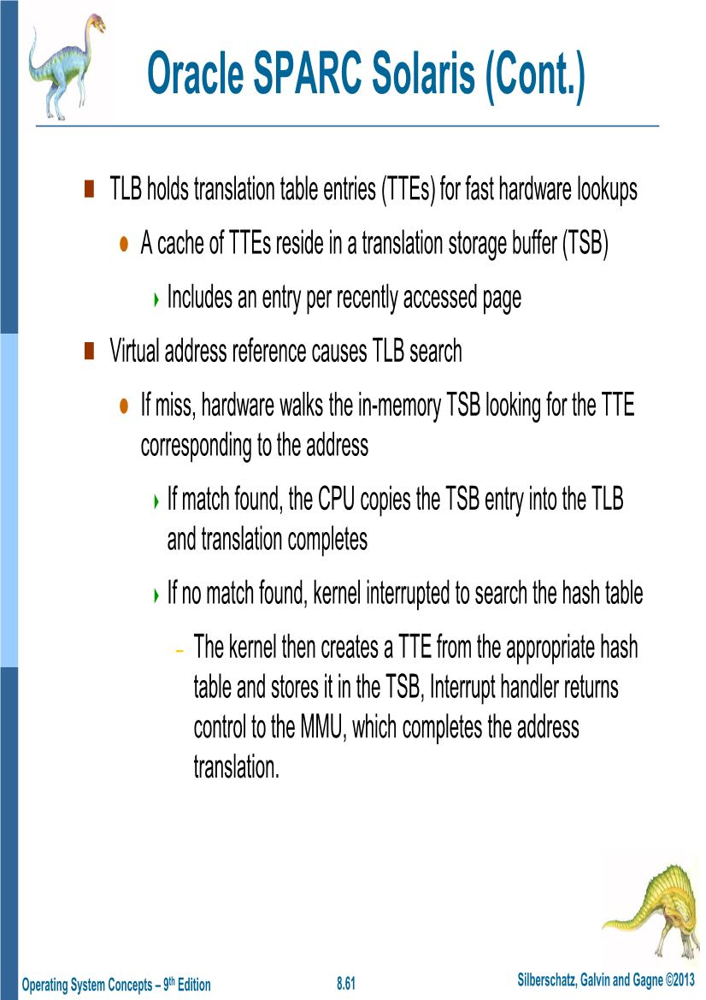 Oracle SPARC Solaris (Cont.)
TLB holds translation table entries (TTEs) for fast hardware lookups
A cache of TTEs reside in a translation storage buffer (TSB)
Includes an entry per recently accessed page
Virtual address reference causes TLB search
If miss, hardware walks the in-memory TSB looking for the TTE
corresponding to the address
If match found, the CPU copies the TSB entry into the TLB
and translation completes
If no match found, kernel interrupted to search the hash table
– The kernel then creates a TTE from the appropriate hash
table and stores it in the TSB, Interrupt handler returns
control to the MMU, which completes the address
translation.
Operating System Concepts – 9th Edition
8.61
Silberschatz, Galvin and Gagne ©2013